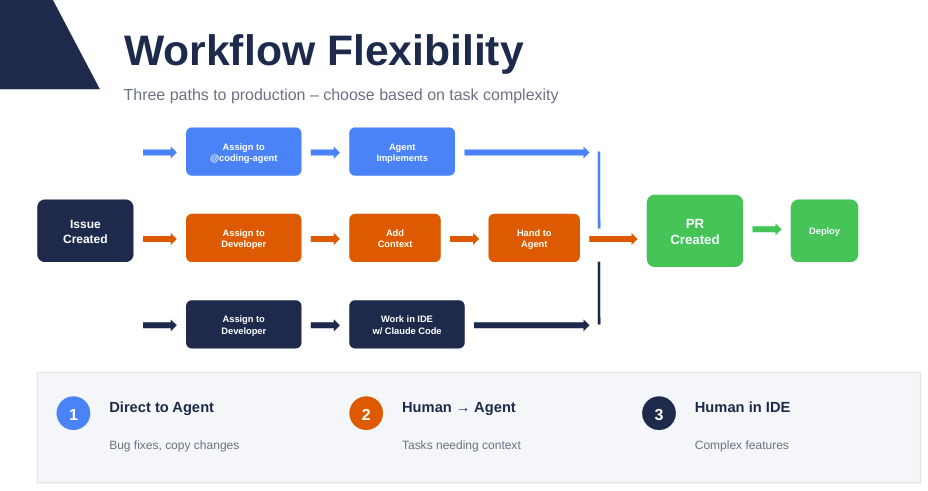 Workflow Flexibility
Three paths to production – choose based on task complexity
Assign to
@coding-agent
Agent
Implements
Issue
Created
Assign to
Developer
Add
Context
Hand to
Agent
PR
Created
Deploy
Assign to
Developer
Work in IDE
w/ Claude Code
1
Direct to Agent
Bug fixes, copy changes
2
Human → Agent
Tasks needing context
3
Human in IDE
Complex features